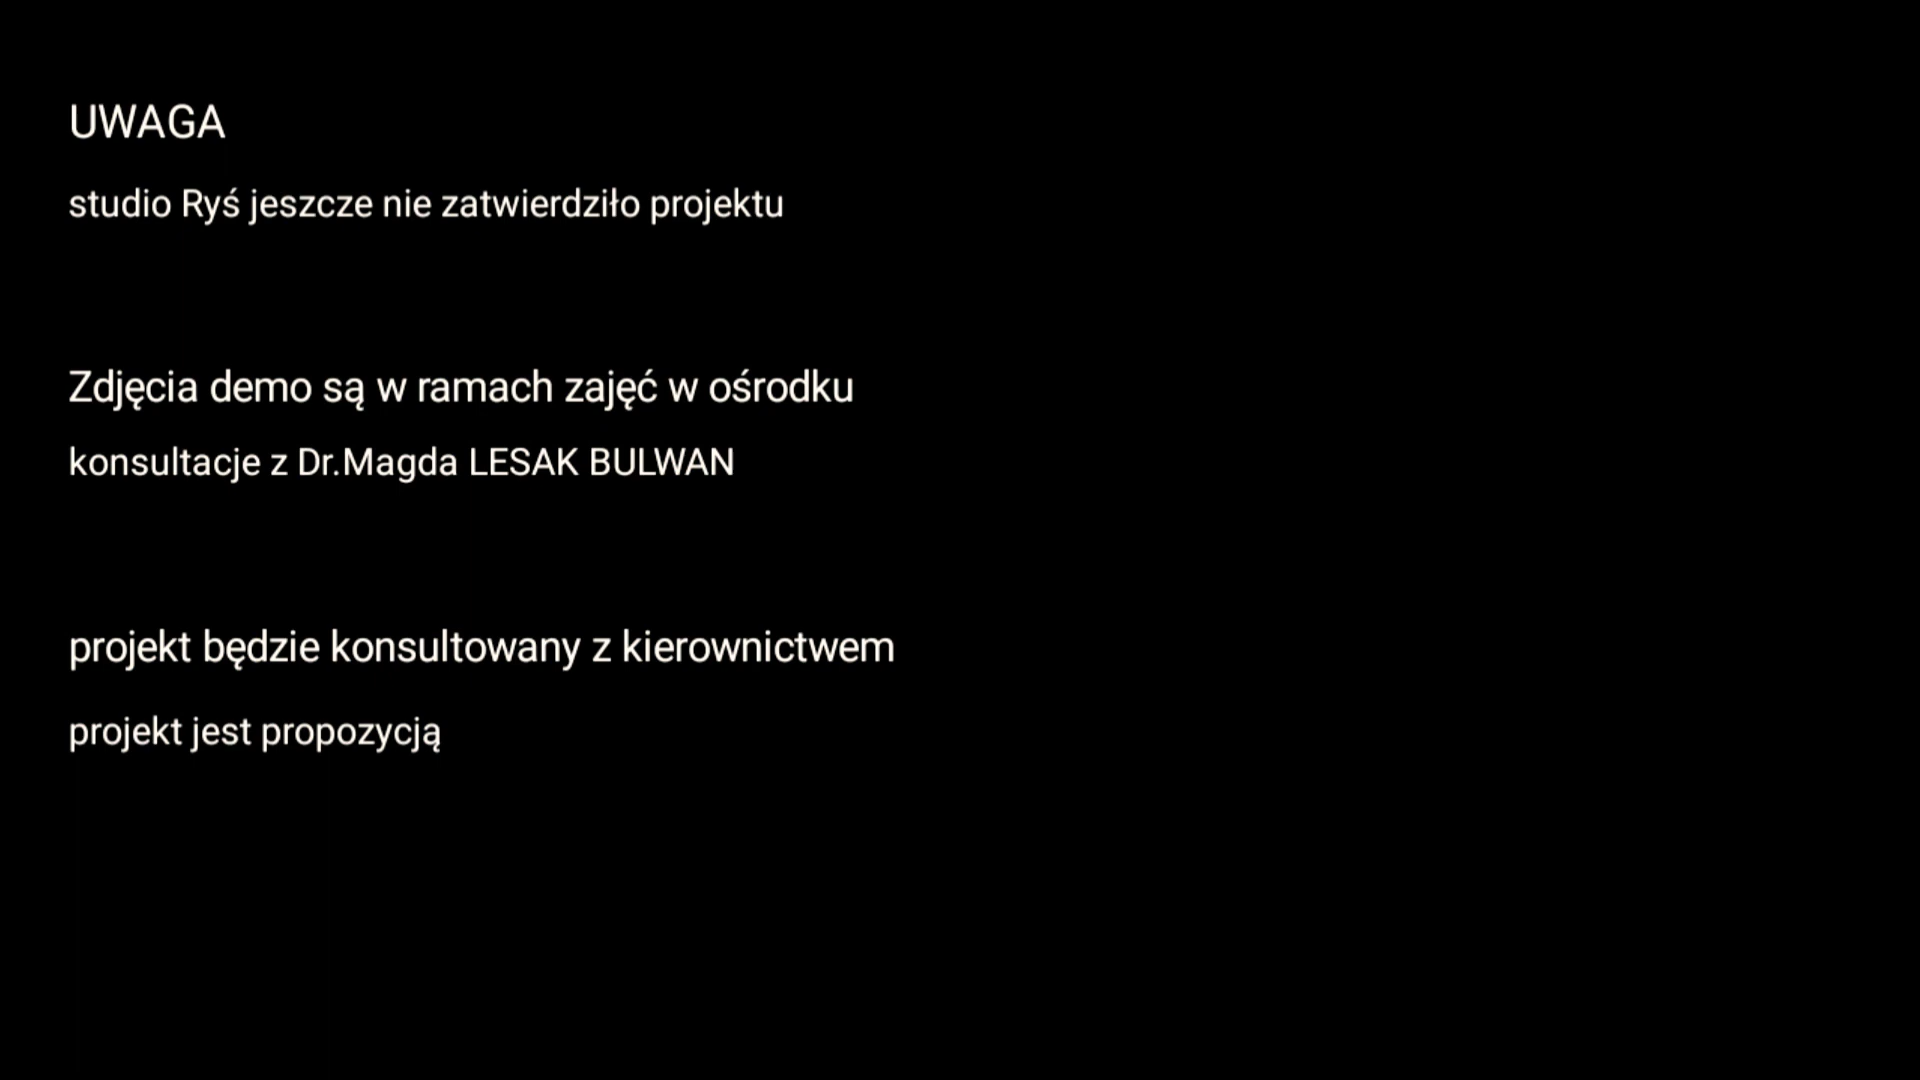 UWAGA
studio Ryś jeszcze nie zatwierdziło projektu
Zdjęcia demo są w ramach zajęć w ośrodku
konsultacje z Dr.Magda LESAK BULWAN
projekt będzie konsultowany z kierownictwem
projekt jest propozycją